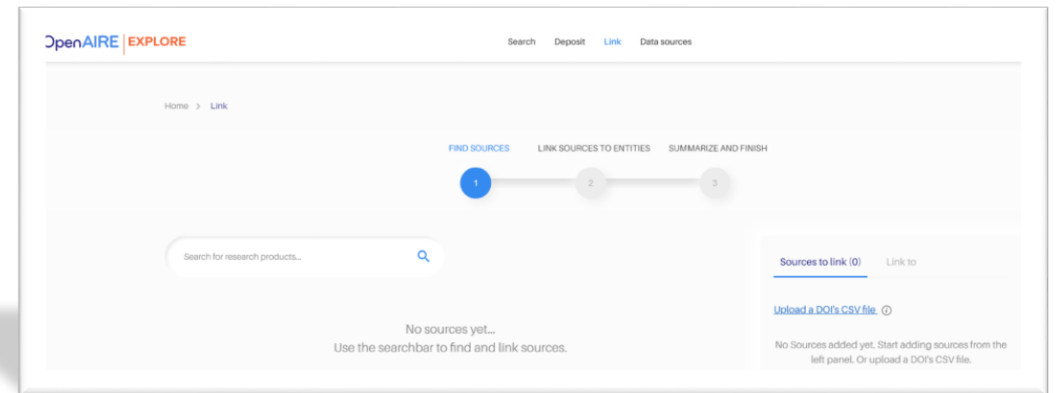 OpenAIRE | EXPLORE
Search Deposit Link Data sources
Home > Link
FIND SOURCES LINK SOURCES TO ENTITIES SUMMARIZE AND FINISH
1 2 3
Search for research products...
Sources to link (0) Link to
Upload a DOI's CSV file
No sources yet...
Use the searchbar to find and link sources.
No Sources added yet. Start adding sources from the
left panel. Or upload a DOI's CSV file.